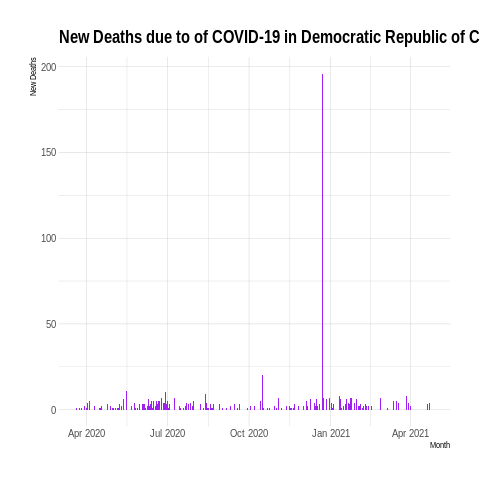 New Deaths due to of COVID-19 in Democratic Republic of C
New Deaths
200
150
100
50
0
Apr 2020
Jul 2020
Oct 2020
Jan 2021
Apr 2021
Month